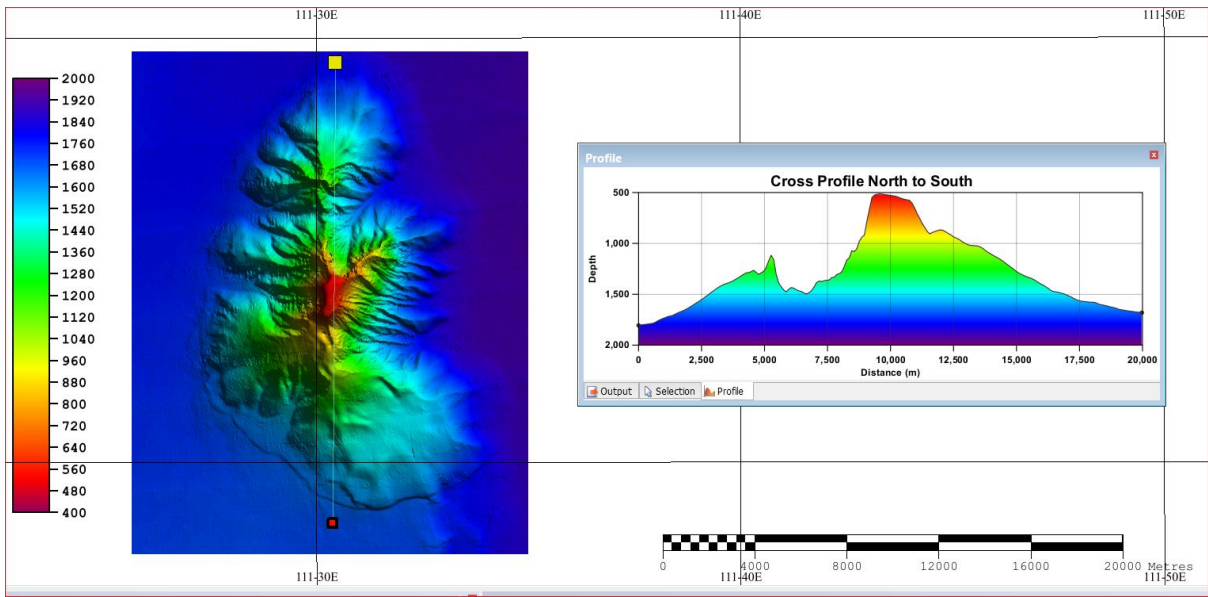 111-30E
111-40E
111-50E
2000
1920
1840
1760
1680
1600
1520
1440
1360
1280
1200
1120
1040
960
880
800
720
640
560
480
400
Profile
Cross Profile North to South
500
1,000
1,500
2,000
Depth
0 2,500 5,000 7,500 10,000 12,500 15,000 17,500 20,000
Distance (m)
Output Selection Profile
0 4000 8000 12000 16000 20000 Metres
111-30E
111-40E
111-50E